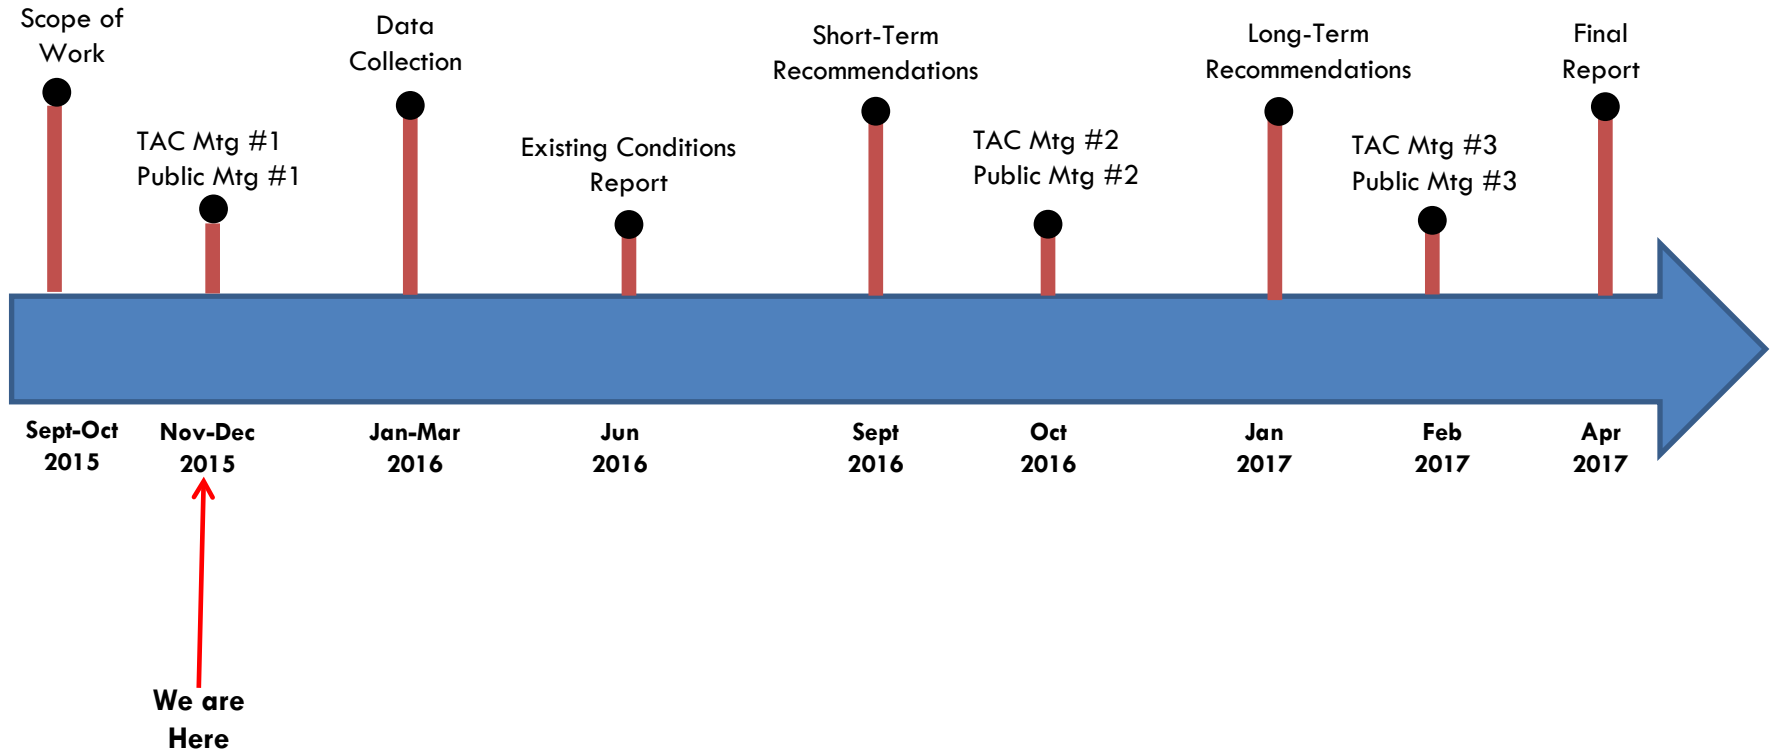 Scope of
Work
TAC Mtg #1
Public Mtg #1
Data
Collection
Existing Conditions
Report
Short-Term
Recommendations
TAC Mtg #2
Public Mtg #2
Long-Term
Recommendations
TAC Mtg #3
Public Mtg #3
Final
Report
Sept-Oct
2015
Nov-Dec
2015
Jan-Mar
2016
Jun
2016
Sept
2016
Oct
2016
Jan
2017
Feb
2017
Apr
2017
We are
Here